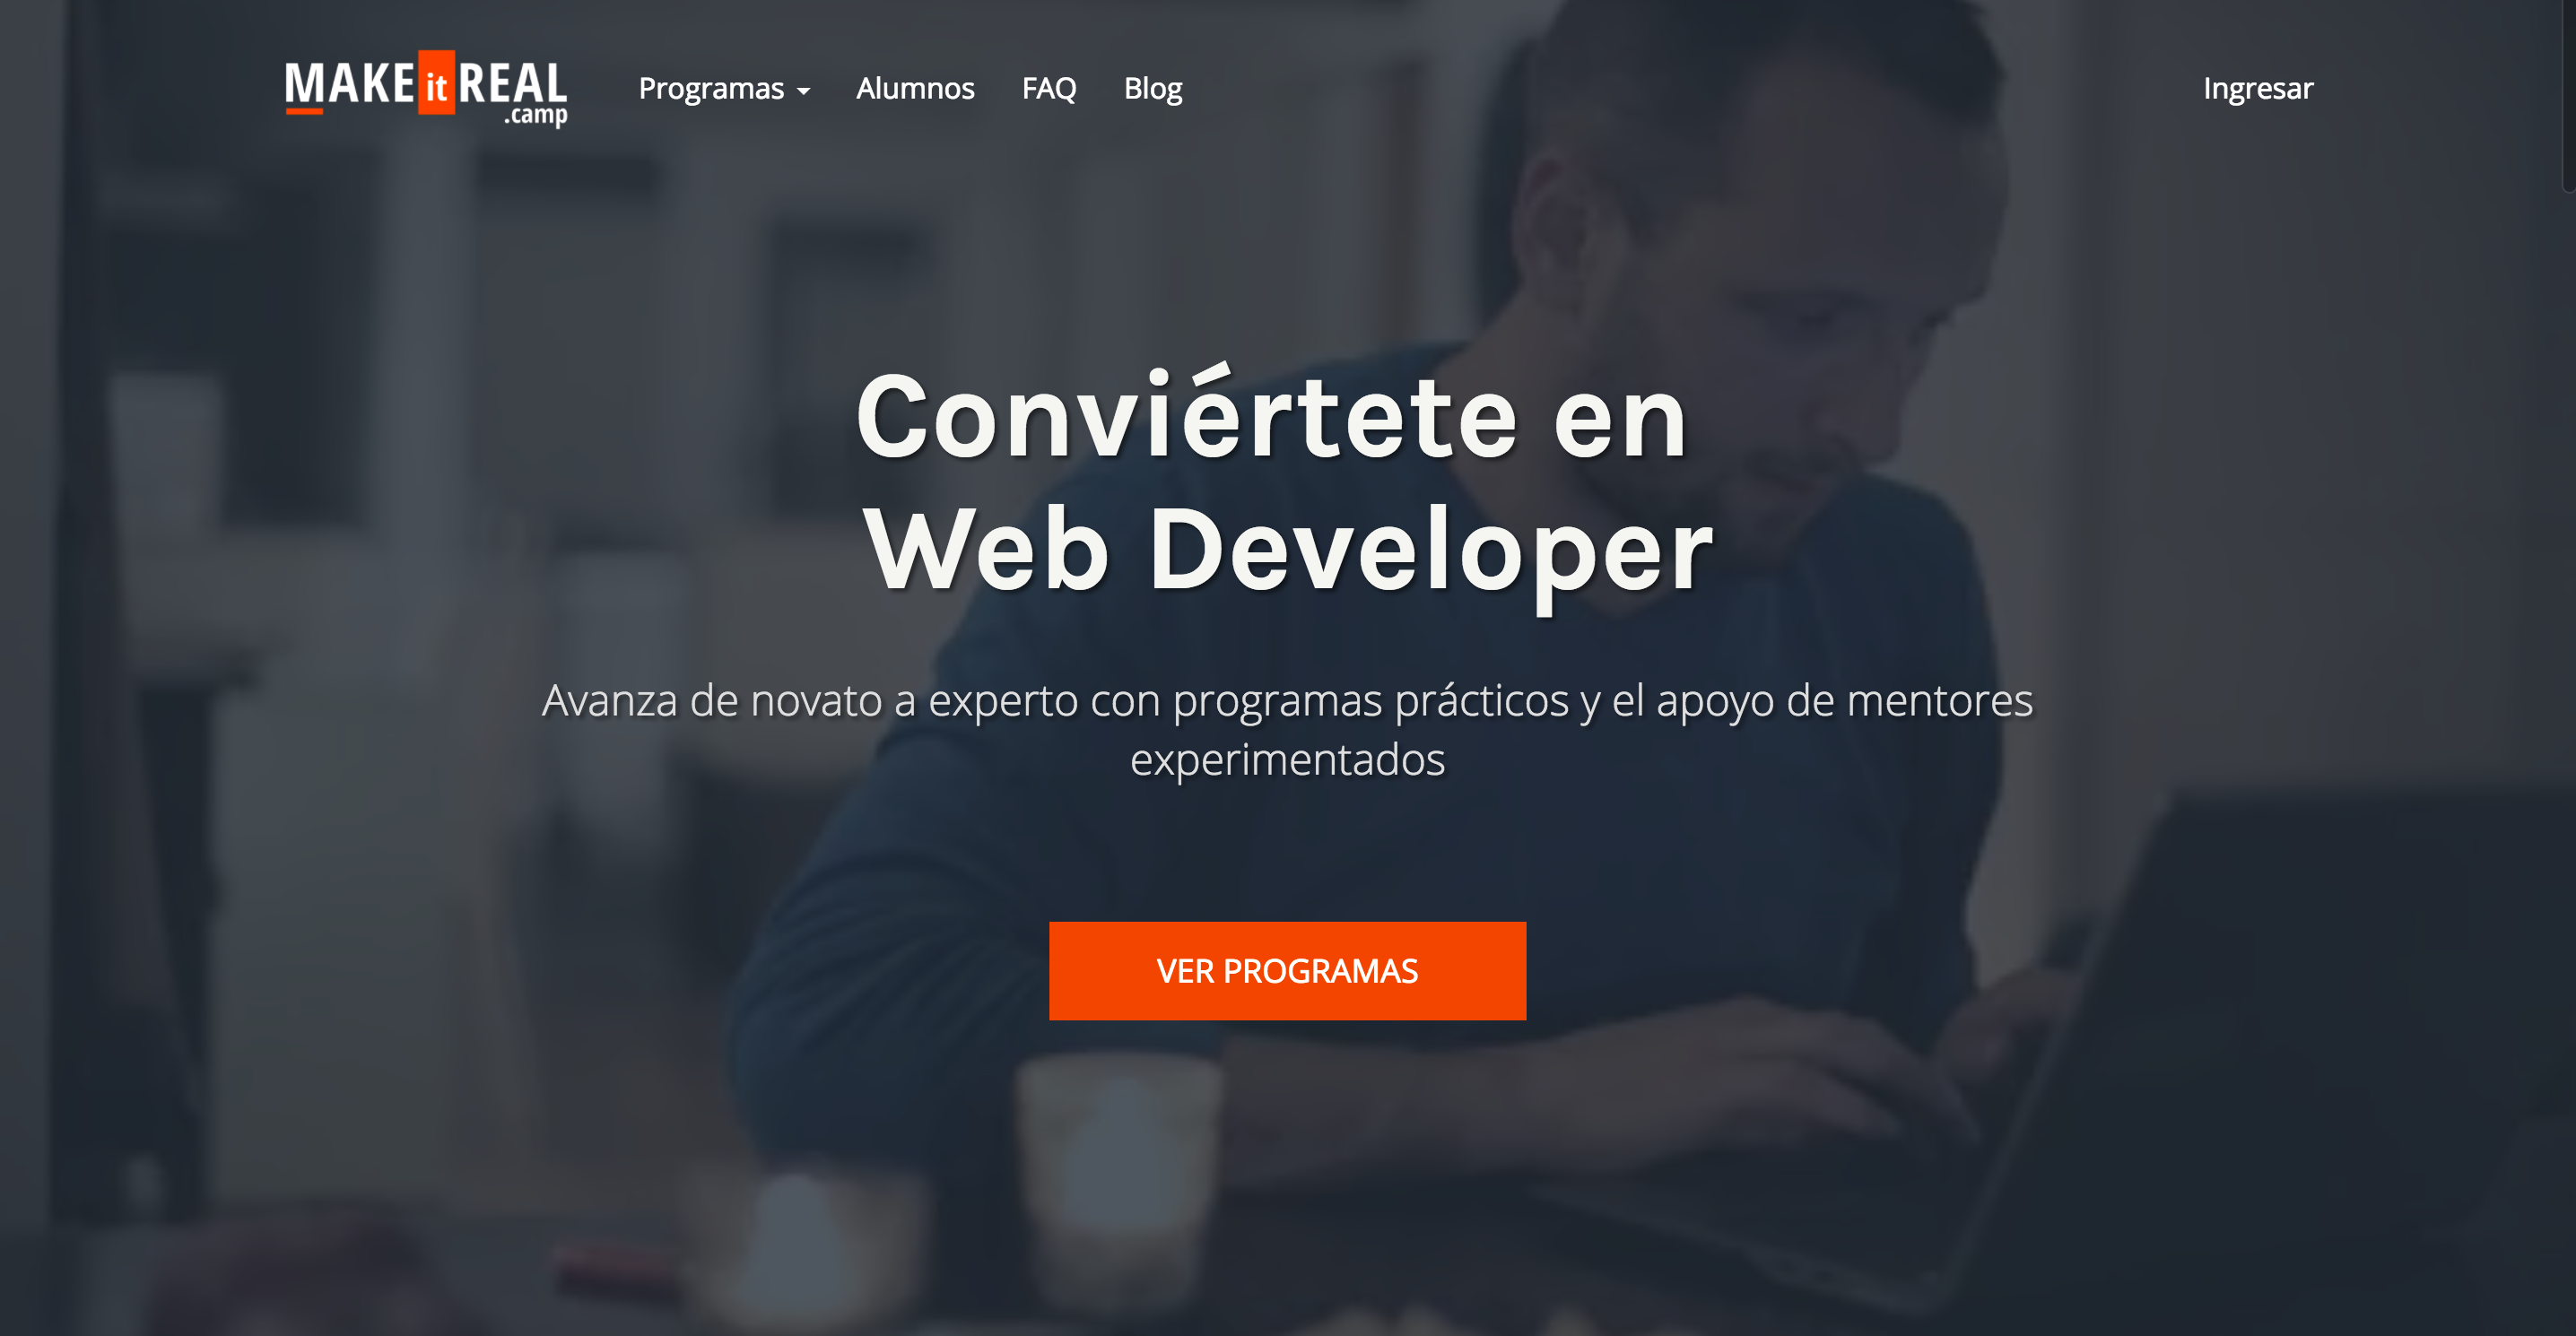 MAKE it REAL
.camp
Programas
Alumnos
FAQ
Blog
Ingresar
Conviértete en
Web Developer
Avanza de novato a experto con programas prácticos y el apoyo de mentores
experimentados
VER PROGRAMAS